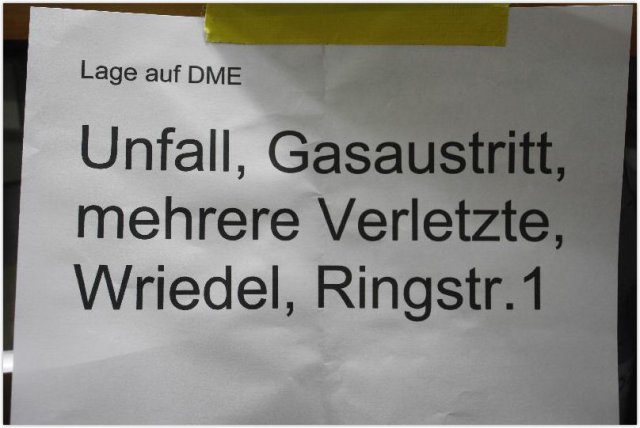 Lage auf DME
Unfall, Gasaustritt,
mehrere Verletzte,
Wriedel, Ringstr.1